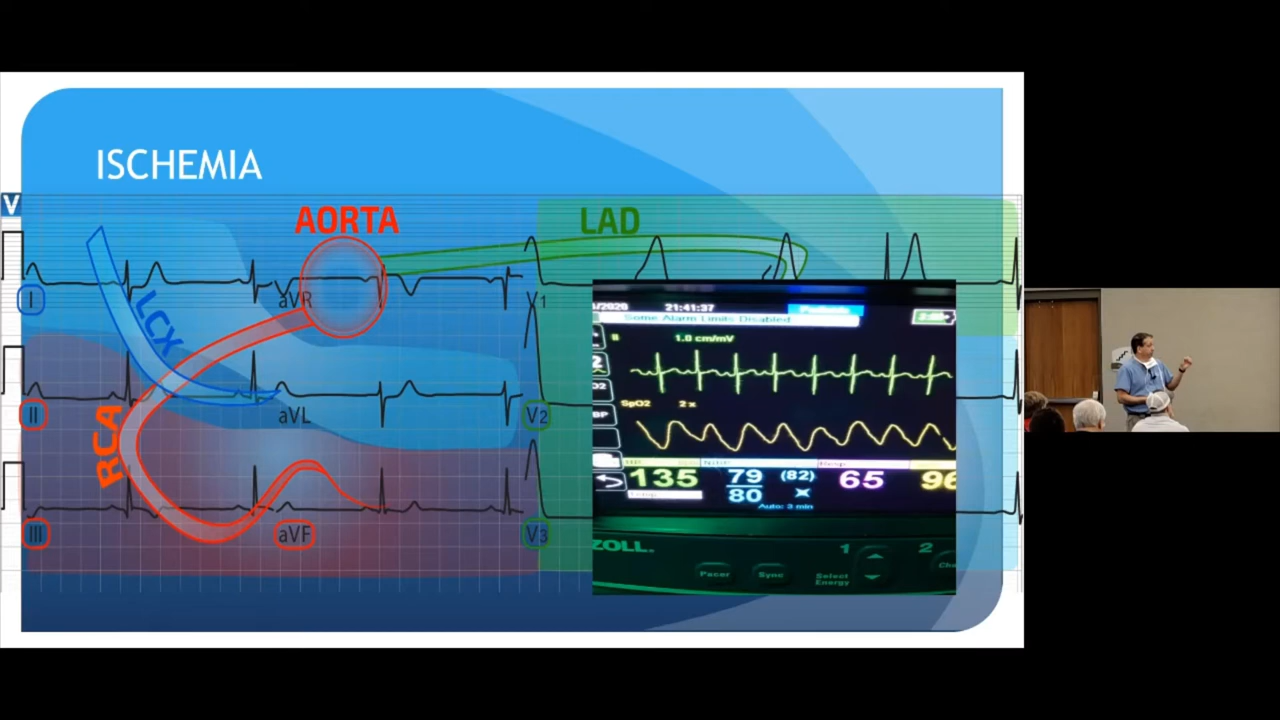 ISCHEMIA
V
AORTA
LAD
I
aVR
V1
LCX
II
aVL
V2
RCA
III
aVF
V3
/2020 21:41:37
Some Alarm Limits Disabled
II 1.0 cm/mV
SpO2 2 x
135
79
80
(82)
65
96
Auto: 3 min
ZOLL.
1
2
Pacer
Sync
Select
Energy